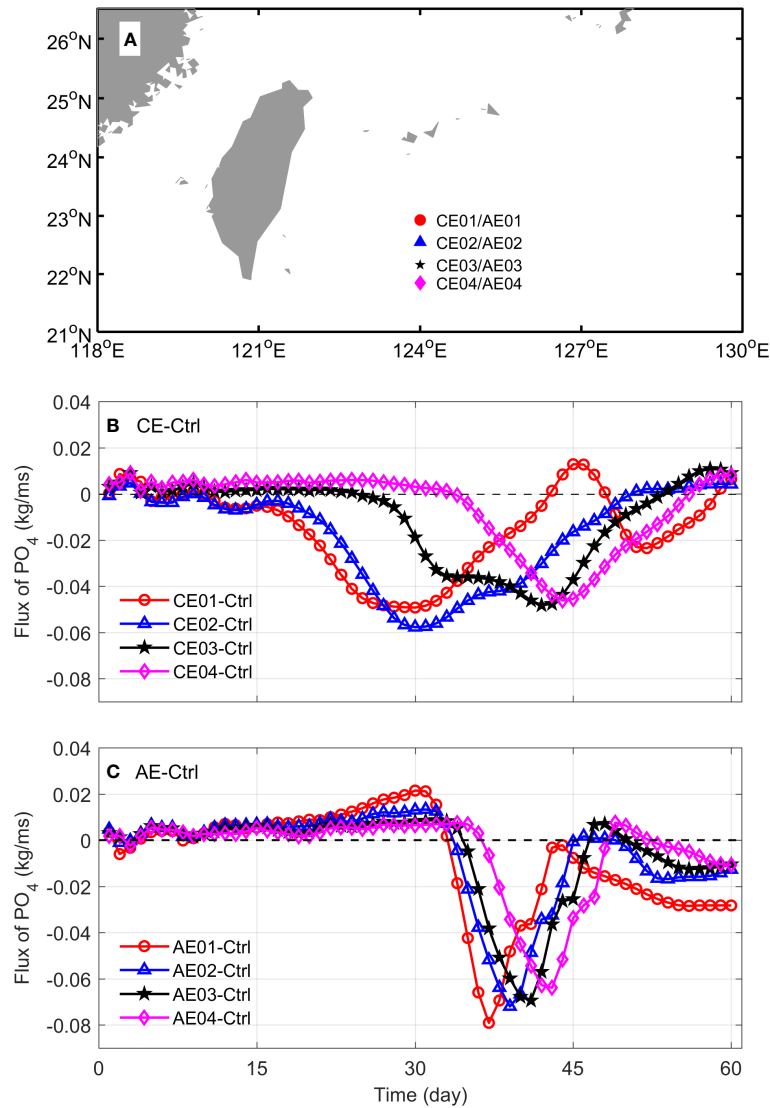 26°N
A
25°N
24°N
23°N
22°N
21°N
CE01/AE01
CE02/AE02
CE03/AE03
CE04/AE04
118°E
121°E
124°E
127°E
130°E
0.04
B CE-Ctrl
0.02
0
-0.02
-0.04
-0.06
-0.08
Flux of PO4 (kg/ms)
CE01-Ctrl
CE02-Ctrl
CE03-Ctrl
CE04-Ctrl
0.04
C AE-Ctrl
0.02
0
-0.02
-0.04
-0.06
-0.08
Flux of PO4 (kg/ms)
AE01-Ctrl
AE02-Ctrl
AE03-Ctrl
AE04-Ctrl
0
15
30
45
60
Time (day)